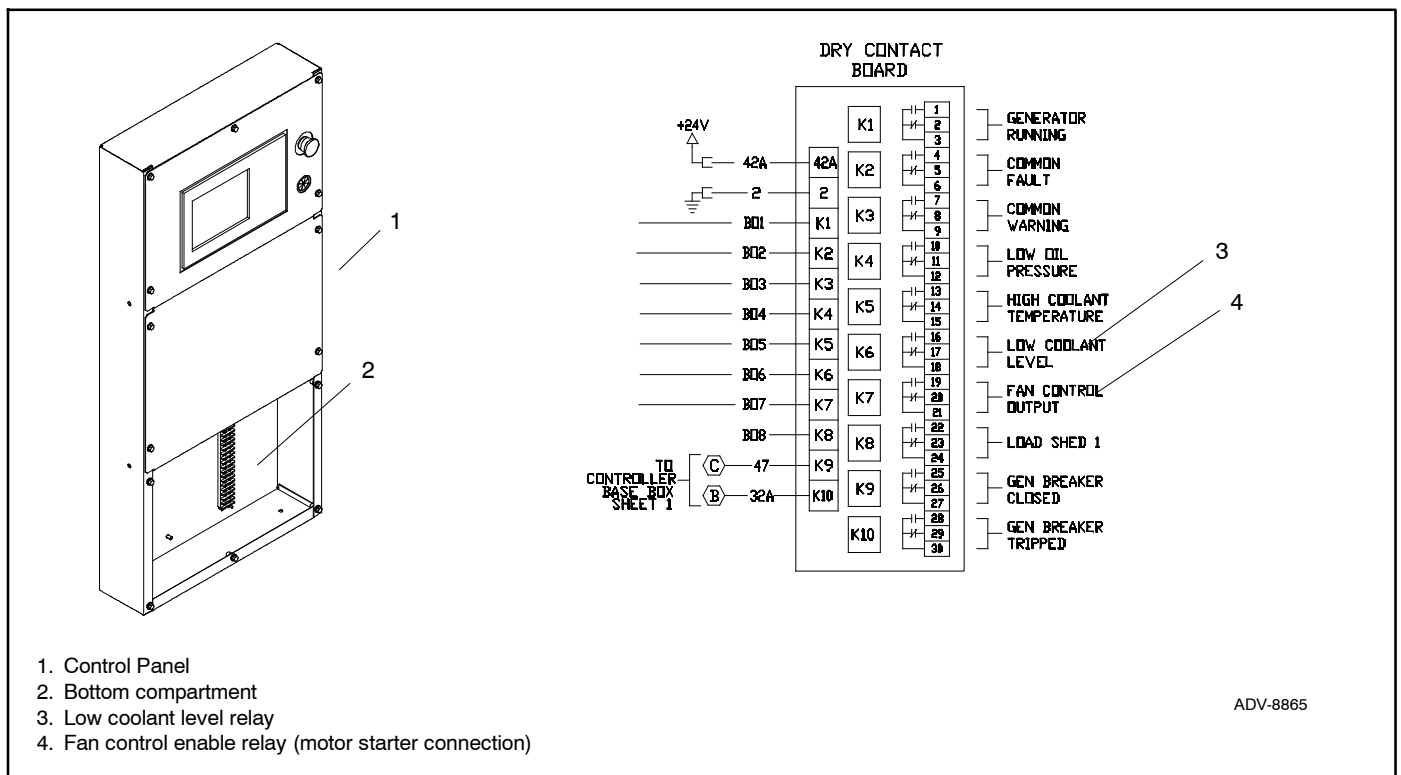 DRY CONTACT
BOARD
+24V
42A
42A
2
2
BO1
K1
BO2
K2
BO3
K3
BO4
K4
BO5
K5
BO6
K6
BO7
K7
BO8
K8
TO
CONTROLLER
BASE BOX
SHEET 1
C
47
K9
B
32A
K10
K1
1
2
3
GENERATOR
RUNNING
K2
4
5
6
COMMON
FAULT
K3
7
8
9
COMMON
WARNING
K4
10
11
12
LOW OIL
PRESSURE
K5
13
14
15
HIGH COOLANT
TEMPERATURE
K6
16
17
18
LOW COOLANT
LEVEL
K7
19
20
21
FAN CONTROL
OUTPUT
K8
22
23
24
LOAD SHED 1
K9
25
26
27
GEN BREAKER
CLOSED
K10
28
29
30
GEN BREAKER
TRIPPED
1
2
3
4
1. Control Panel
2. Bottom compartment
3. Low coolant level relay
4. Fan control enable relay (motor starter connection)
ADV-8865